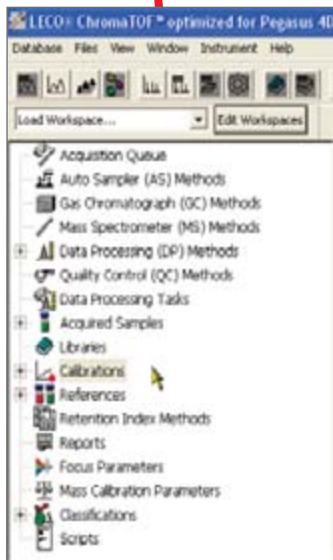 LECO® ChromaTOF™ optimized for Pegasus 4D
Database Files View Window Instrument Help
Load Workspace... Edit Workspaces
Acquisition Queue
Auto Sampler (AS) Methods
Gas Chromatograph (GC) Methods
Mass Spectrometer (MS) Methods
Data Processing (DP) Methods
Quality Control (QC) Methods
Data Processing Tasks
Acquired Samples
Libraries
Calibrations
References
Retention Index Methods
Reports
Focus Parameters
Mass Calibration Parameters
Classifications
Scripts